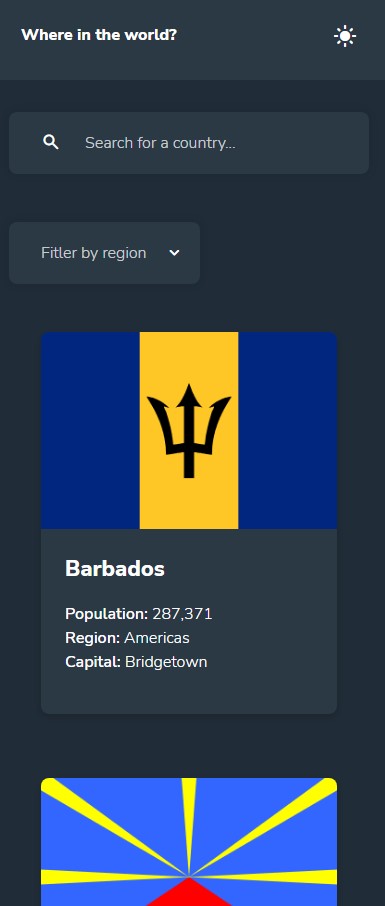 Where in the world?
Search for a country...
Fitler by region
Barbados
Population: 287,371
Region: Americas
Capital: Bridgetown